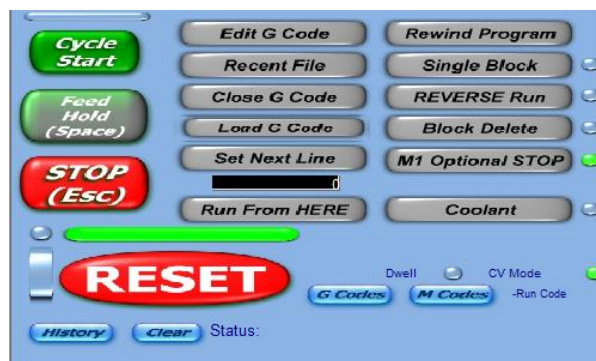 Cycle Start
Edit G Code
Rewind Program
Recent File
Single Block
Feed Hold (Space)
Close G Code
REVERSE Run
Load G Code
Block Delete
STOP (Esc)
Set Next Line
M1 Optional STOP
0
Run From HERE
Coolant
RESET
Dwell
CV Mode
G Codes
M Codes
-Run Code
History
Clear
Status: